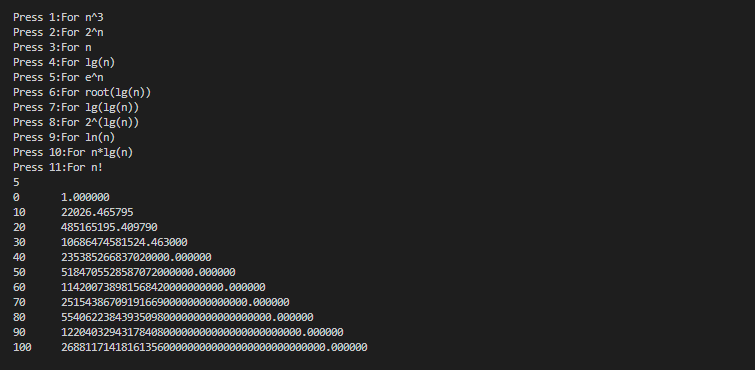 Press 1:For n^3
Press 2:For 2^n
Press 3:For n
Press 4:For lg(n)
Press 5:For e^n
Press 6:For root(lg(n))
Press 7:For lg(lg(n))
Press 8:For 2^(lg(n))
Press 9:For ln(n)
Press 10:For n*lg(n)
Press 11:For n!
5
0 1.000000
10 22026.465795
20 485165195.409790
30 10686474581524.463000
40 235385266837020000.000000
50 5184705528587072000000.000000
60 114200738981568420000000000.000000
70 2515438670919166900000000000000.000000
80 55406223843935098000000000000000000.000000
90 1220403294317840800000000000000000000000.000000
100 26881171418161356000000000000000000000000000.000000